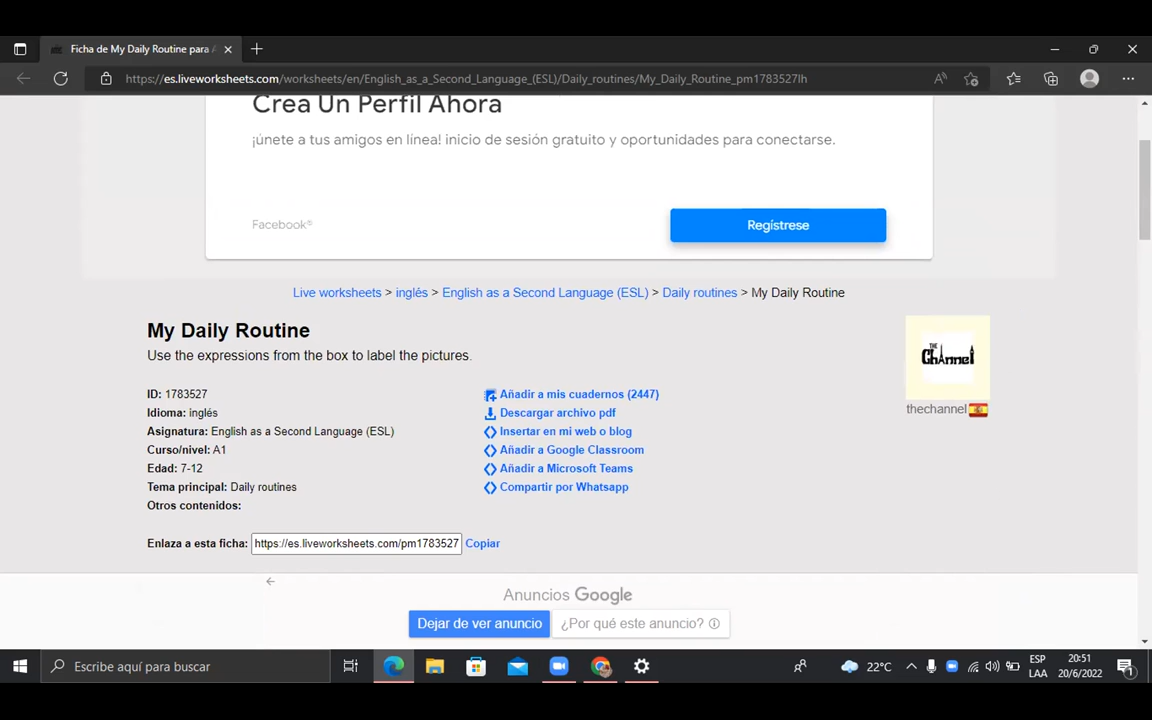 Ficha de My Daily Routine para A
https://es.liveworksheets.com/worksheets/en/English_as_a_Second_Language_(ESL)/Daily_routines/My_Daily_Routine_pm1783527lh
Crea Un Perfil Ahora
¡únete a tus amigos en línea! inicio de sesión gratuito y oportunidades para conectarse.
Facebook®
Regístrese
Live worksheets > inglés > English as a Second Language (ESL) > Daily routines > My Daily Routine
My Daily Routine
Use the expressions from the box to label the pictures.
THE Channel
thechannel
ID: 1783527
Idioma: inglés
Asignatura: English as a Second Language (ESL)
Curso/nivel: A1
Edad: 7-12
Tema principal: Daily routines
Otros contenidos:
Añadir a mis cuadernos (2447)
Descargar archivo pdf
Insertar en mi web o blog
Añadir a Google Classroom
Añadir a Microsoft Teams
Compartir por Whatsapp
Enlaza a esta ficha: https://es.liveworksheets.com/pm1783527 Copiar
Anuncios Google
Dejar de ver anuncio
¿Por qué este anuncio?
Escribe aquí para buscar
22°C
ESP
LAA
20:51
20/6/2022
1